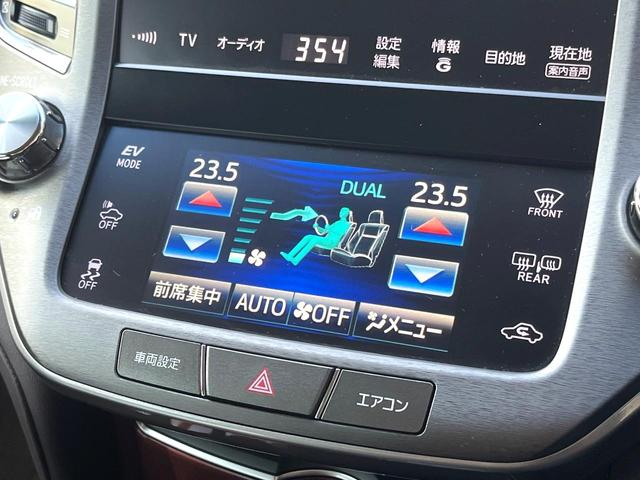 TV オーディオ 354 設定編集 情報 G 目的地 現在地 案内音声
EV MODE
23.5 DUAL 23.5
FRONT
OFF
REAR
OFF
前席集中 AUTO OFF メニュー
車両設定 エアコン